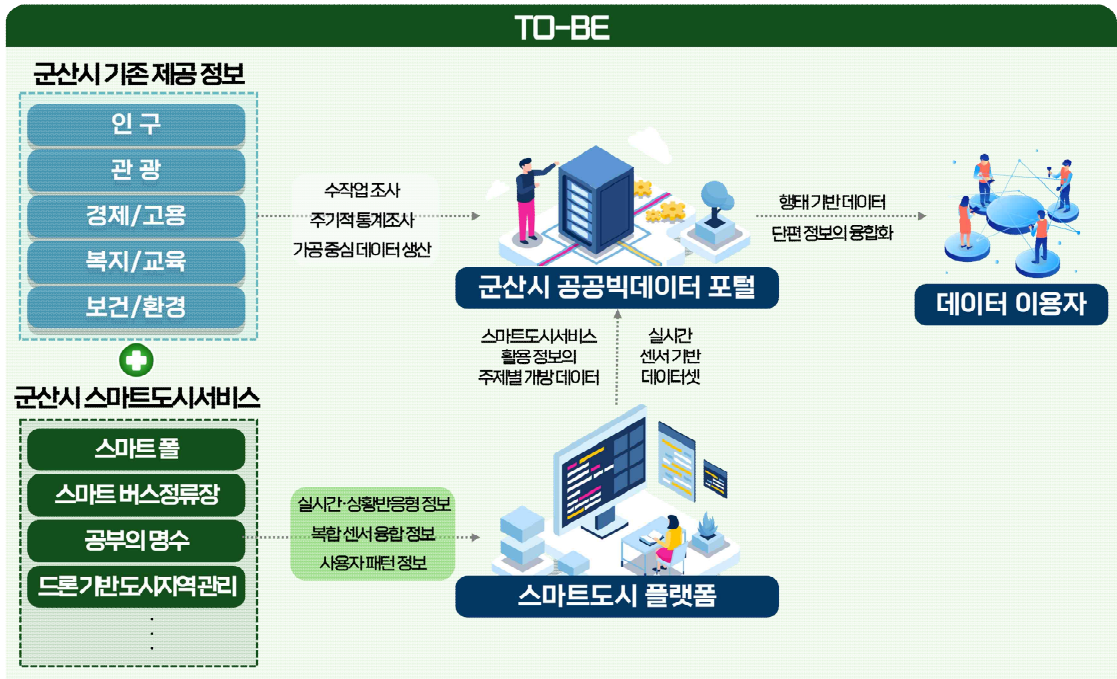 TO-BE
군산시 기존 제공 정보
인 구
관 광
경제/고용
복지/교육
보건/환경
군산시 스마트도시서비스
스마트 폴
스마트 버스정류장
공부의 명수
드론기반도시지역관리
수작업 조사
주기적 통계조사
가공 중심 데이터 생산
군산시 공공빅데이터 포털
행태 기반 데이터
단편 정보의 융합화
데이터 이용자
스마트도시서비스
활용 정보의
주제별 개방 데이터
실시간
센서 기반
데이터셋
실시간·상황반응형 정보
복합 센서 융합 정보
사용자 패턴 정보
스마트도시 플랫폼